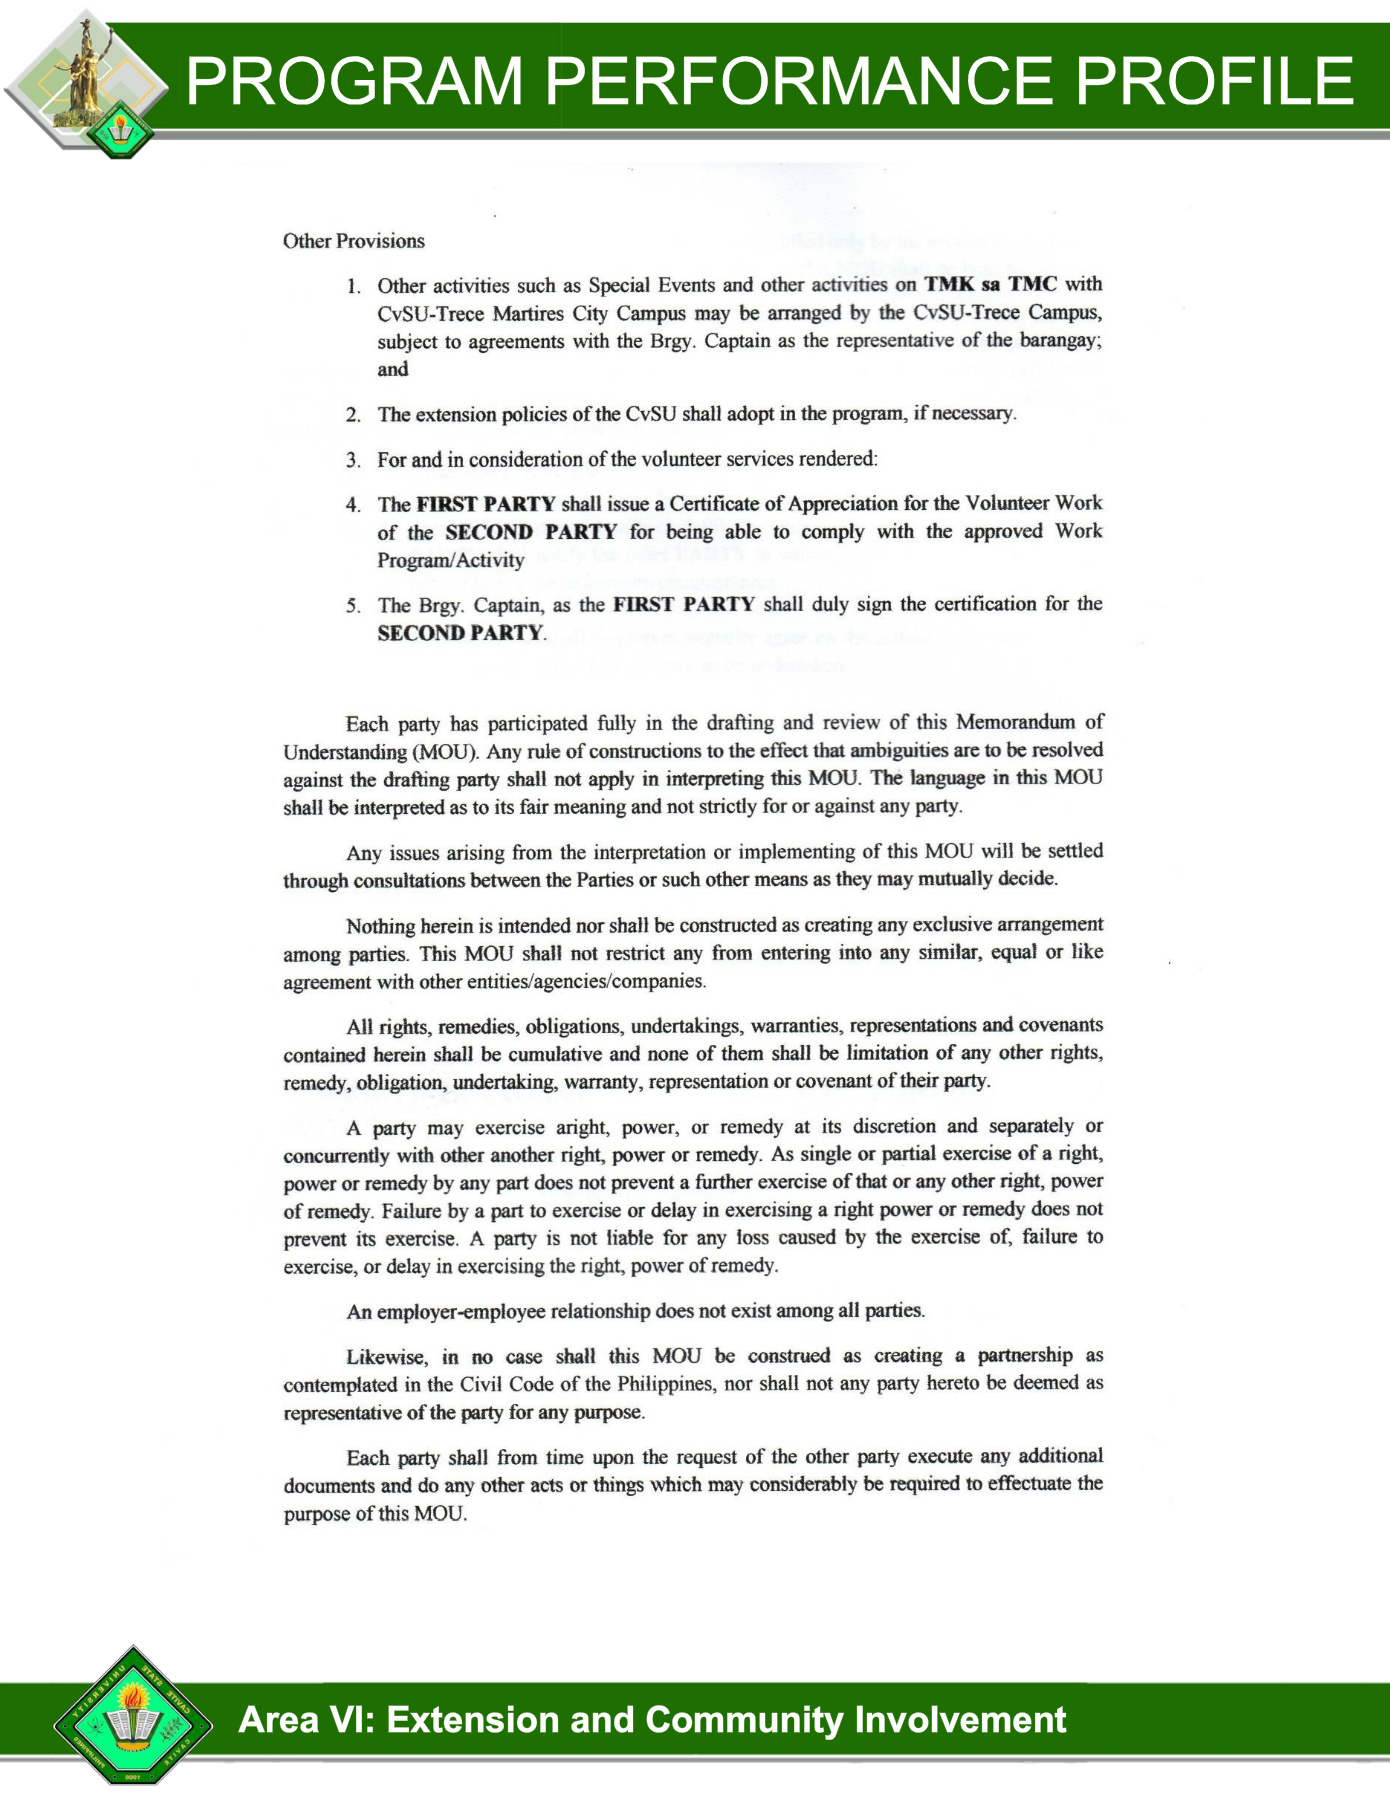 PROGRAM PERFORMANCE PROFILE
Other Provisions
1. Other activities such as Special Events and other activities on TMK sa TMC with
CvSU-Trece Martires City Campus may be arranged by the CvSU-Trece Campus,
subject to agreements with the Brgy. Captain as the representative of the barangay;
and
2. The extension policies of the CvSU shall adopt in the program, if necessary.
3. For and in consideration of the volunteer services rendered:
4. The FIRST PARTY shall issue a Certificate of Appreciation for the Volunteer Work
of the SECOND PARTY for being able to comply with the approved Work
Program/Activity
5. The Brgy. Captain, as the FIRST PARTY shall duly sign the certification for the
SECOND PARTY.
Each party has participated fully in the drafting and review of this Memorandum of
Understanding (MOU). Any rule of constructions to the effect that ambiguities are to be resolved
against the drafting party shall not apply in interpreting this MOU. The language in this MOU
shall be interpreted as to its fair meaning and not strictly for or against any party.
Any issues arising from the interpretation or implementing of this MOU will be settled
through consultations between the Parties or such other means as they may mutually decide.
Nothing herein is intended nor shall be constructed as creating any exclusive arrangement
among parties. This MOU shall not restrict any from entering into any similar, equal or like
agreement with other entities/agencies/companies.
All rights, remedies, obligations, undertakings, warranties, representations and covenants
contained herein shall be cumulative and none of them shall be limitation of any other rights,
remedy, obligation, undertaking, warranty, representation or covenant of their party.
A party may exercise aright, power, or remedy at its discretion and separately or
concurrently with other another right, power or remedy. As single or partial exercise of a right,
power or remedy by any part does not prevent a further exercise of that or any other right, power
of remedy. Failure by a part to exercise or delay in exercising a right power or remedy does not
prevent its exercise. A party is not liable for any loss caused by the exercise of, failure to
exercise, or delay in exercising the right, power of remedy.
An employer-employee relationship does not exist among all parties.
Likewise, in no case shall this MOU be construed as creating a partnership as
contemplated in the Civil Code of the Philippines, nor shall not any party hereto be deemed as
representative of the party for any purpose.
Each party shall from time upon the request of the other party execute any additional
documents and do any other acts or things which may considerably be required to effectuate the
purpose of this MOU.
CAVITE STATE UNIVERSITY
CAVITE PHILIPPINES
1906
Area VI: Extension and Community Involvement